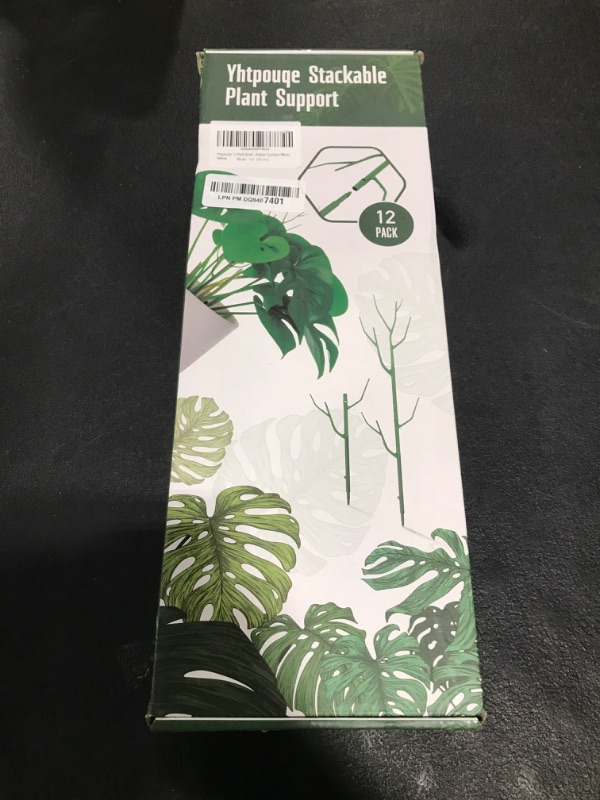 Yhtpouqe Stackable
Plant Support
LPN PM DQ940 7401
12
PACK